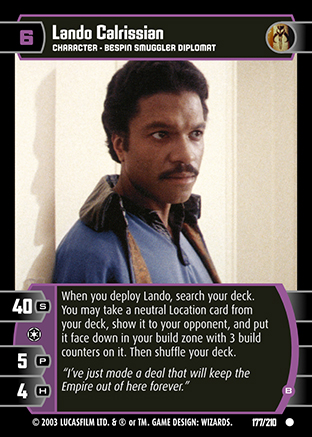 6
Lando Calrissian
CHARACTER - BESPIN SMUGGLER DIPLOMAT
40 S
5 P
4 H
When you deploy Lando, search your deck.
You may take a neutral Location card from
your deck, show it to your opponent, and put
it face down in your build zone with 3 build
counters on it. Then shuffle your deck.
“I’ve just made a deal that will keep the
Empire out of here forever.”
B
© 2003 LUCASFILM LTD. & ® or TM. GAME DESIGN: WIZARDS.
177/210